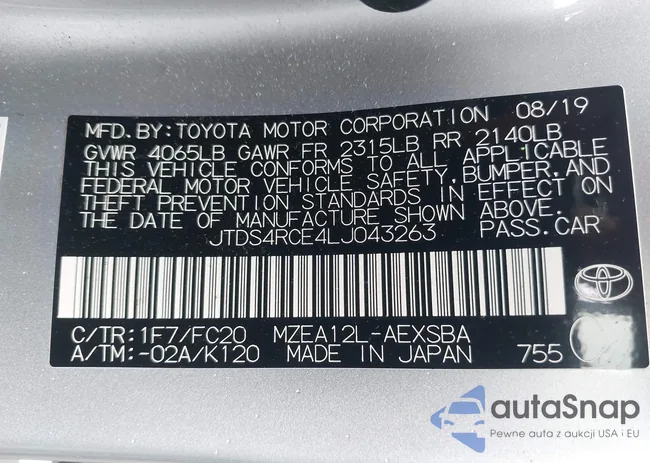 MFD.BY:TOYOTA MOTOR CORPORATION 08/19
GVWR 4065LB GAWR FR 2315LB RR 2140LB
THIS VEHICLE CONFORMS TO ALL APPLICABLE
FEDERAL MOTOR VEHICLE SAFETY,BUMPER,AND
THEFT PREVENTION STANDARDS IN EFFECT ON
THE DATE OF MANUFACTURE SHOWN ABOVE.
JTDS4RCE4LJ043263 PASS.CAR
C/TR:1F7/FC20 MZEA12L-AEXSBA
A/TM:-02A/K120 MADE IN JAPAN 755
autaSnap
Pewne auta z aukcji USA i EU